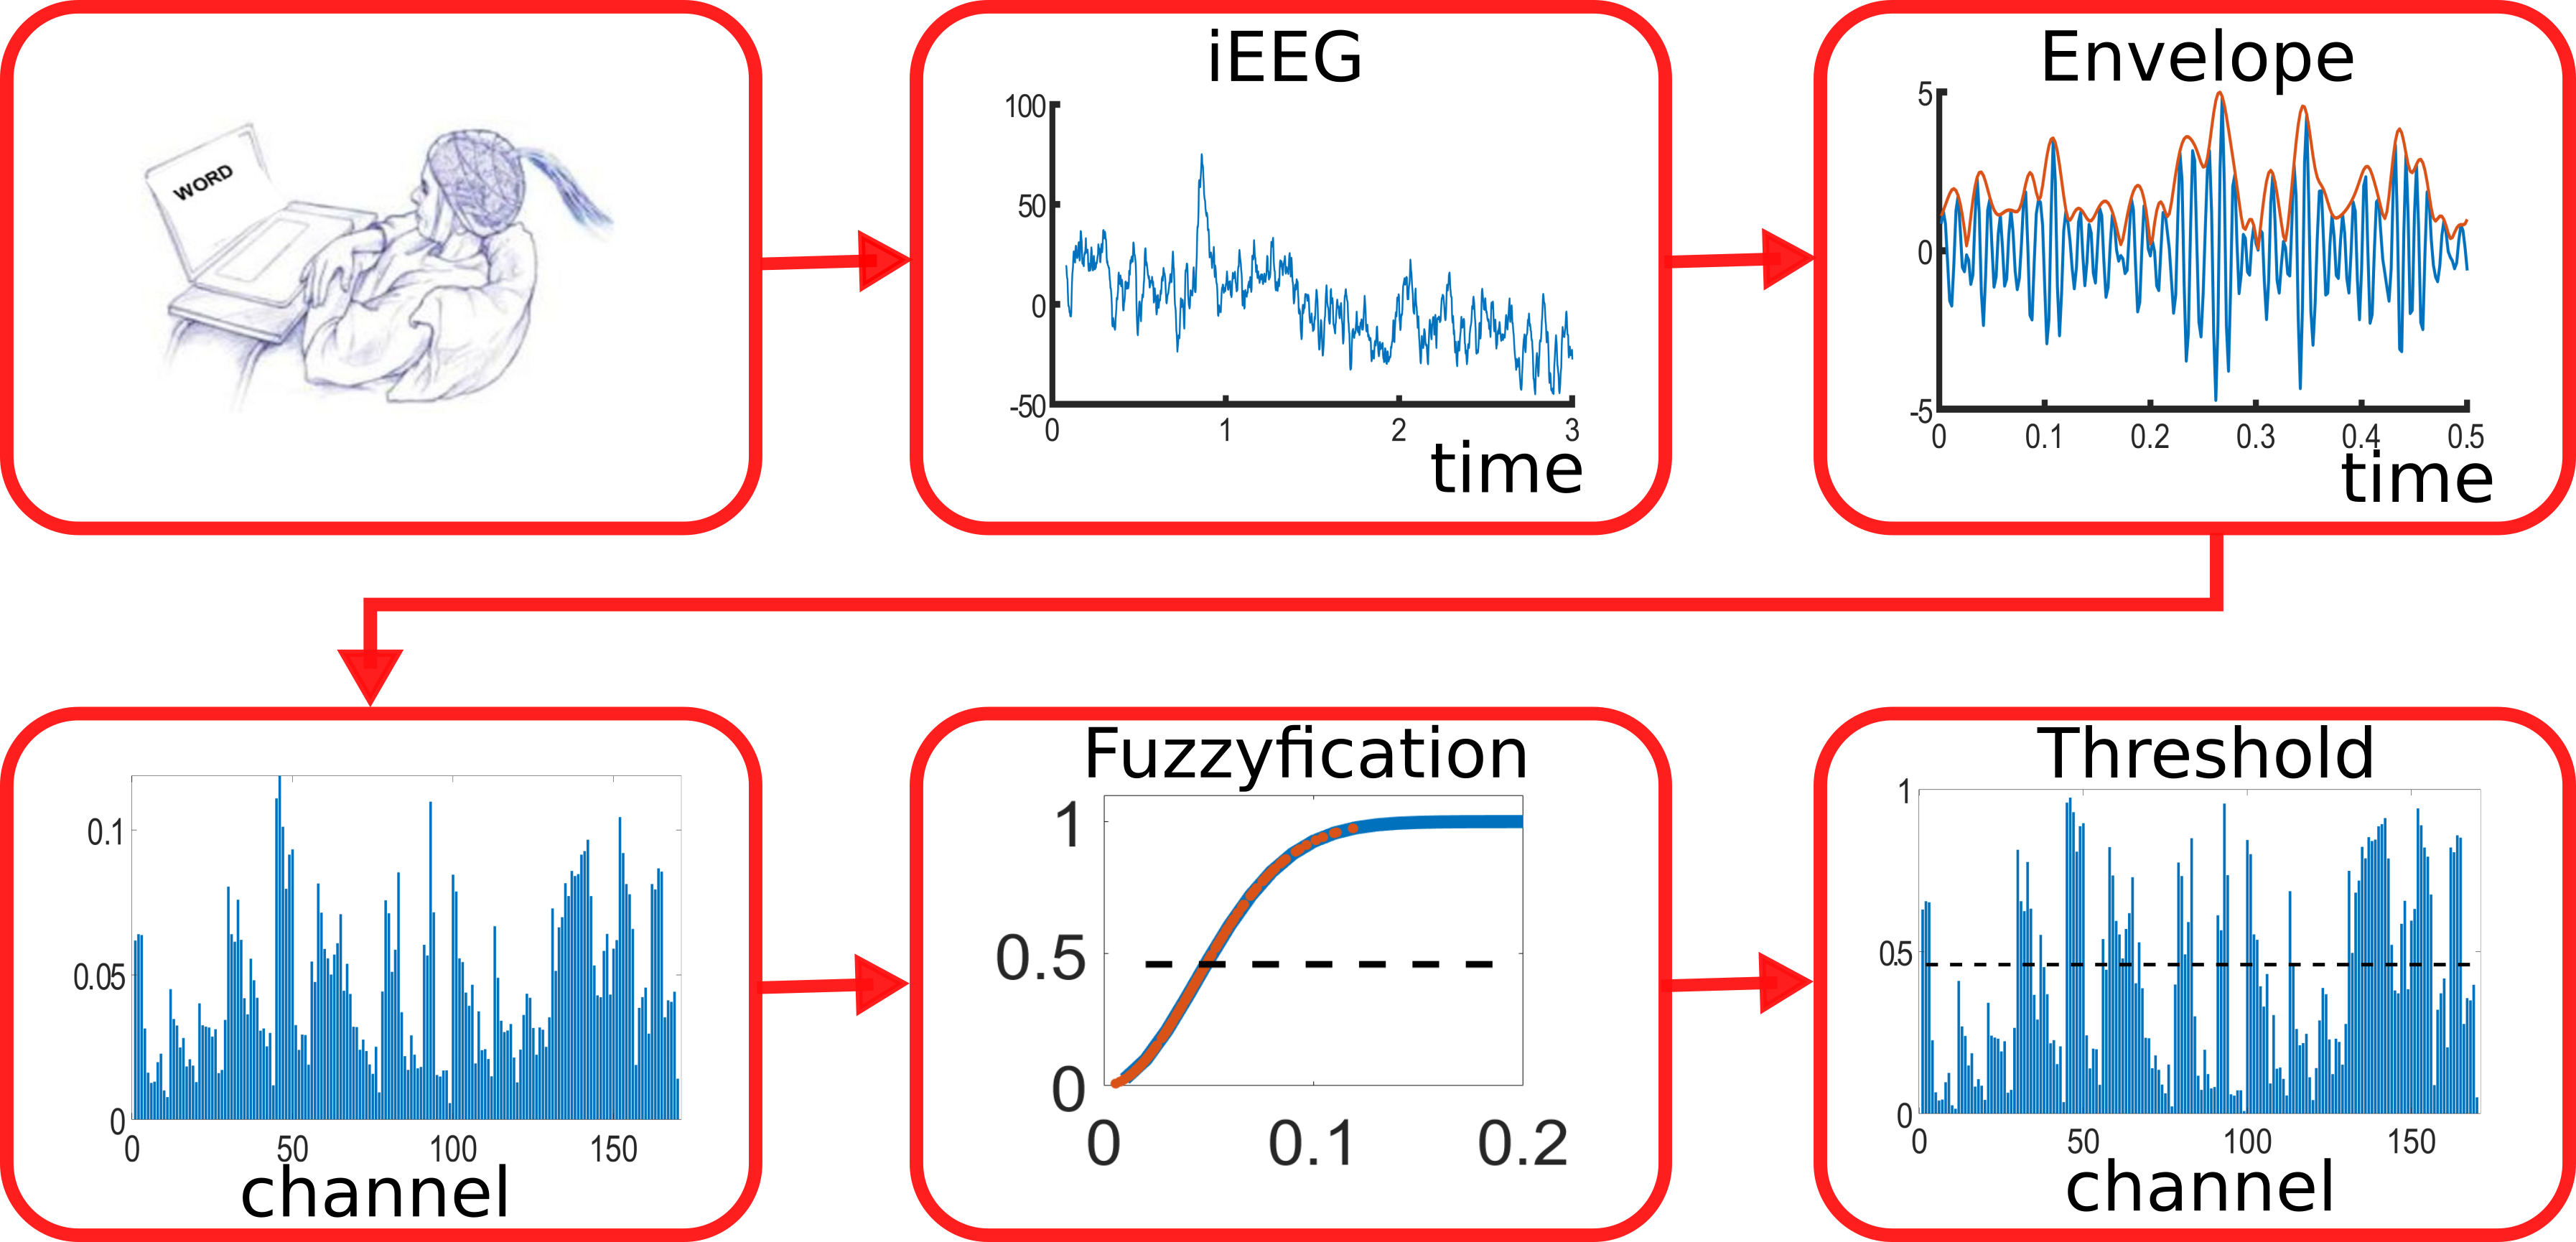 WORD
iEEG
100
50
0
-50
0 1 2 3
time
Envelope
5
0
-5
0 0.1 0.2 0.3 0.4 0.5
time
0.1
0.05
0
0 50 100 150
channel
Fuzzyfication
1
0.5
0
0 0.1 0.2
Threshold
1
0.5
0
0 50 100 150
channel